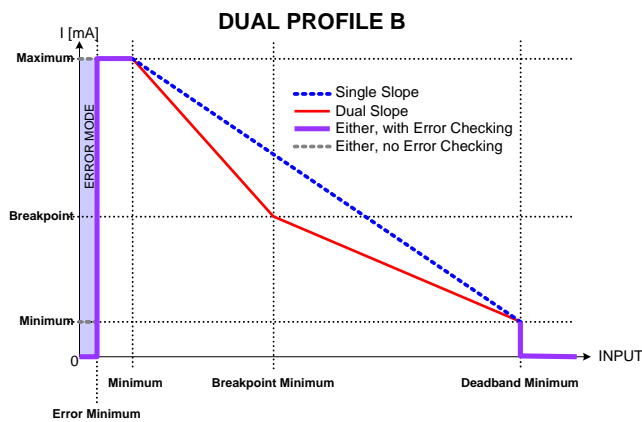 DUAL PROFILE B
I [mA]
Maximum
Single Slope
Dual Slope
Either, with Error Checking
Either, no Error Checking
ERROR MODE
Breakpoint
Minimum
0
INPUT
Minimum
Breakpoint Minimum
Deadband Minimum
Error Minimum